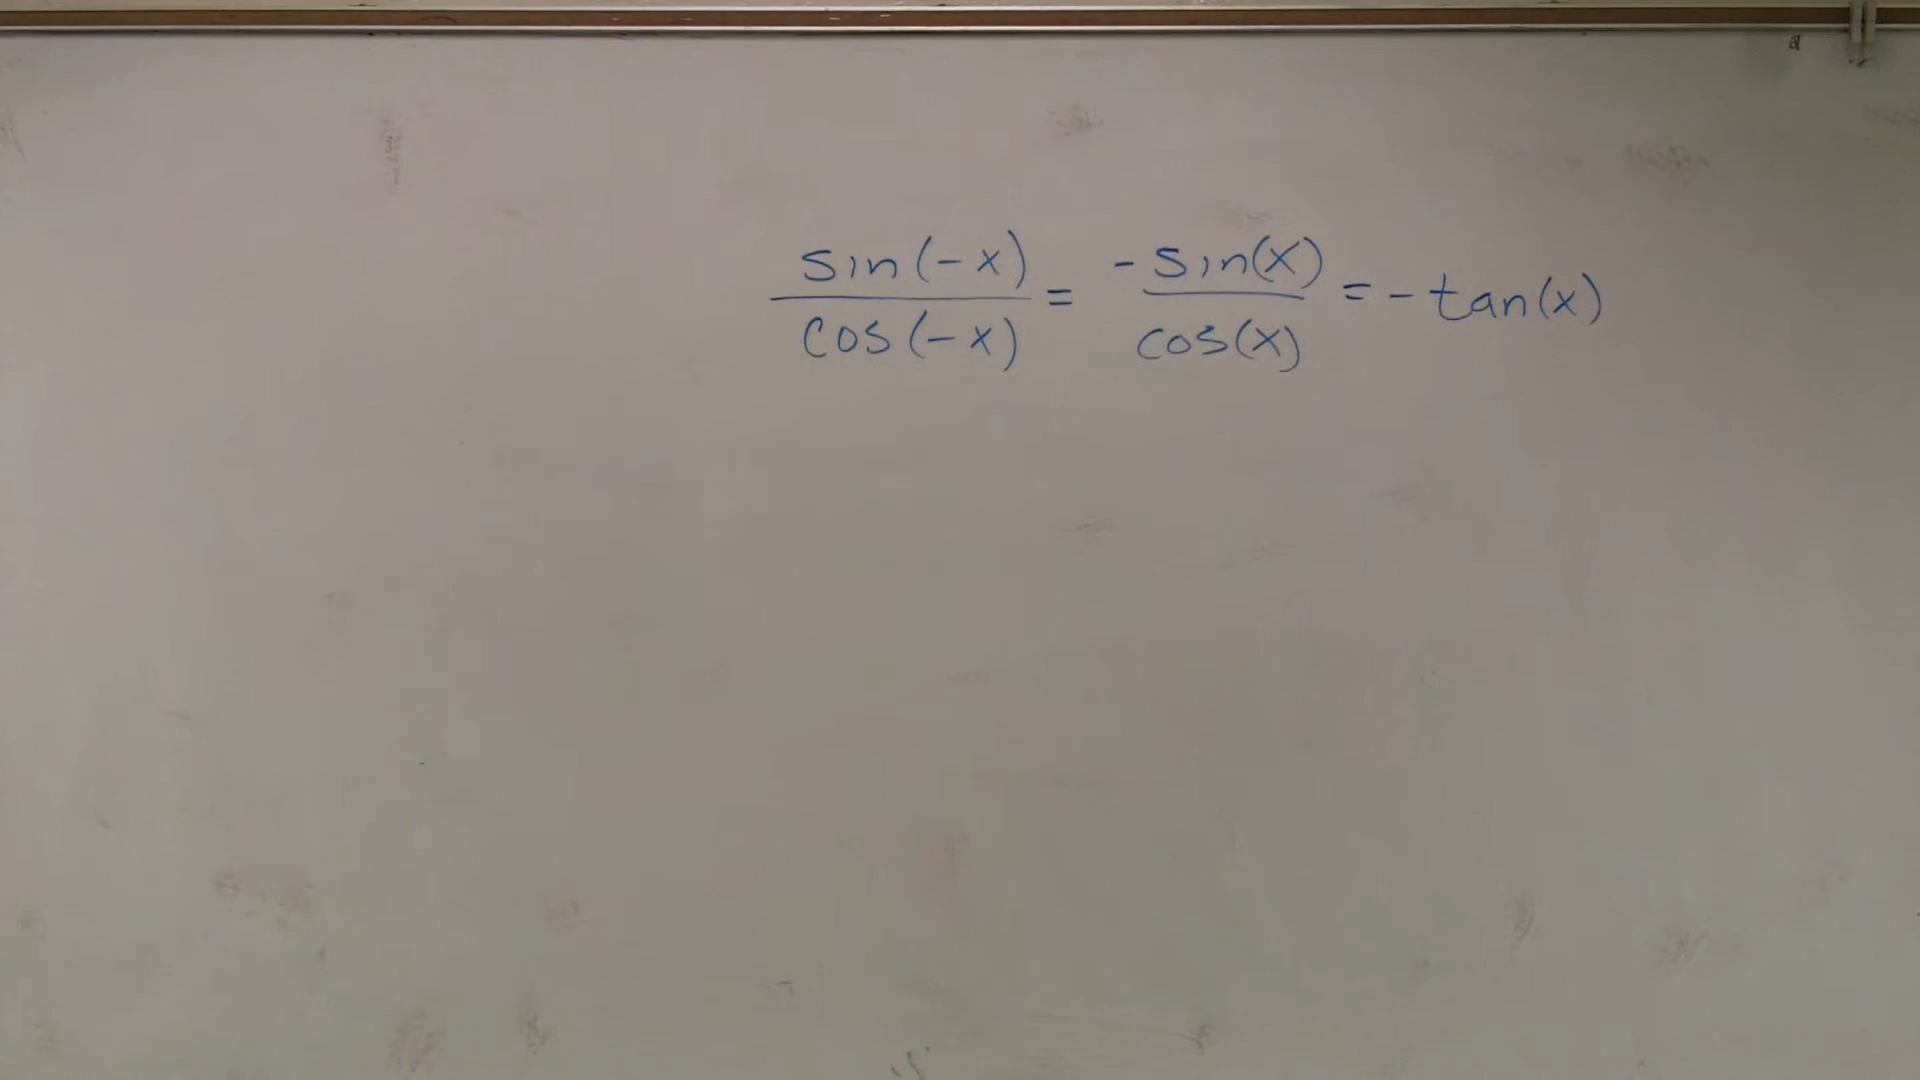 sin(-x)/cos(-x) = -sin(x)/cos(x) = -tan(x)